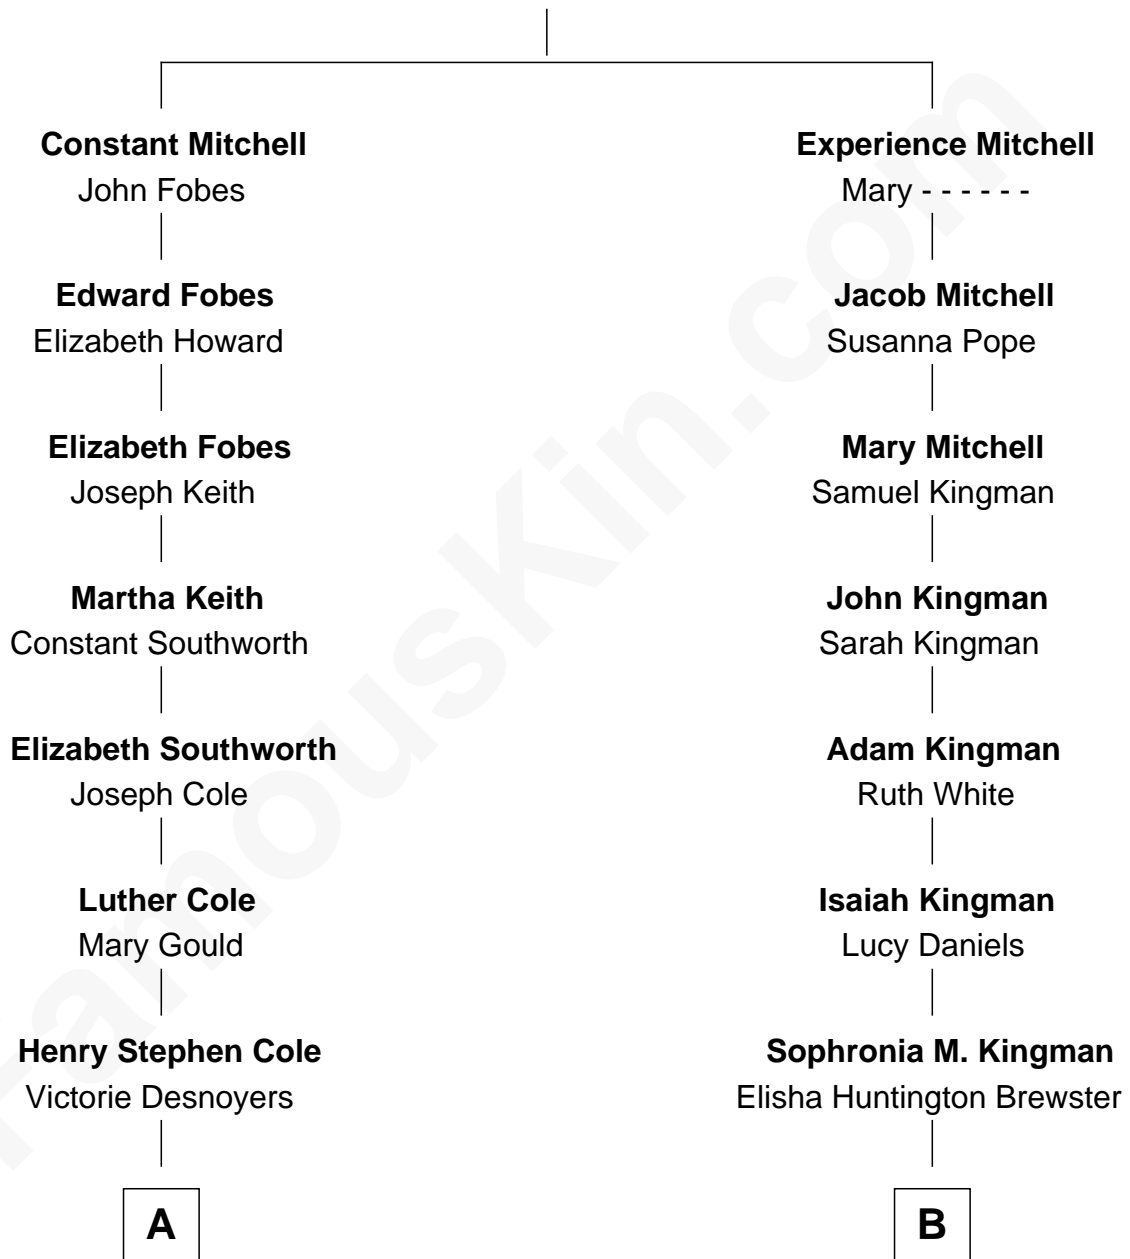 Constant Mitchell
John Fobes
Experience Mitchell
Mary - - - - - -
Edward Fobes
Elizabeth Howard
Jacob Mitchell
Susanna Pope
Elizabeth Fobes
Joseph Keith
Mary Mitchell
Samuel Kingman
Martha Keith
Constant Southworth
John Kingman
Sarah Kingman
Elizabeth Southworth
Joseph Cole
Adam Kingman
Ruth White
Luther Cole
Mary Gould
Isaiah Kingman
Lucy Daniels
Henry Stephen Cole
Victorie Desnoyers
Sophronia M. Kingman
Elisha Huntington Brewster
A
B
FamousKin.com